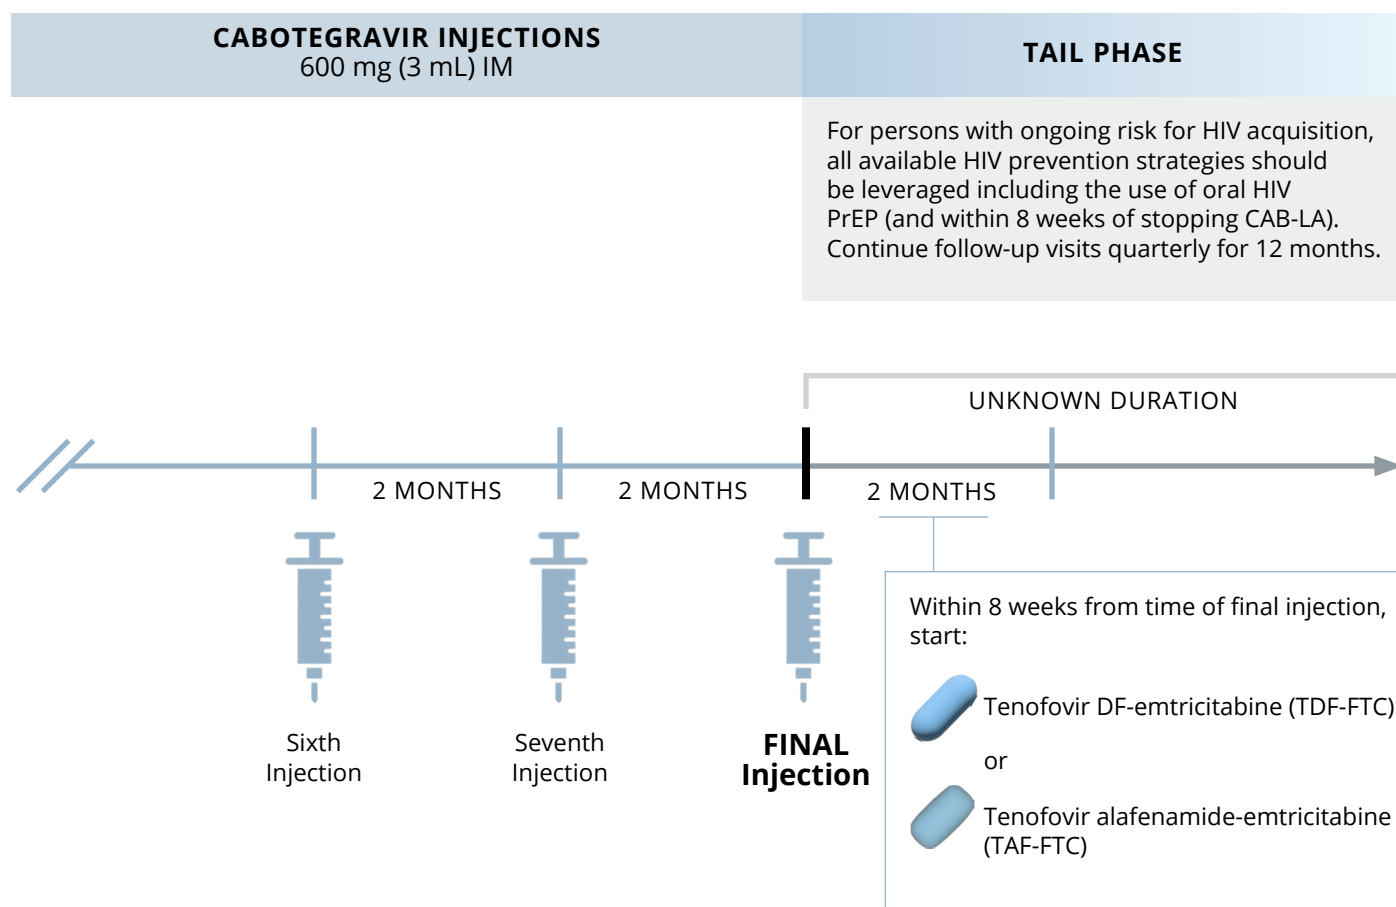 CABOTEGRAVIR INJECTIONS
600 mg (3 mL) IM
TAIL PHASE
For persons with ongoing risk for HIV acquisition,
all available HIV prevention strategies should
be leveraged including the use of oral HIV
PrEP (and within 8 weeks of stopping CAB-LA).
Continue follow-up visits quarterly for 12 months.
UNKNOWN DURATION
2 MONTHS
2 MONTHS
2 MONTHS
Sixth
Injection
Seventh
Injection
FINAL
Injection
Within 8 weeks from time of final injection,
start:
Tenofovir DF-emtricitabine (TDF-FTC)
or
Tenofovir alafenamide-emtricitabine
(TAF-FTC)